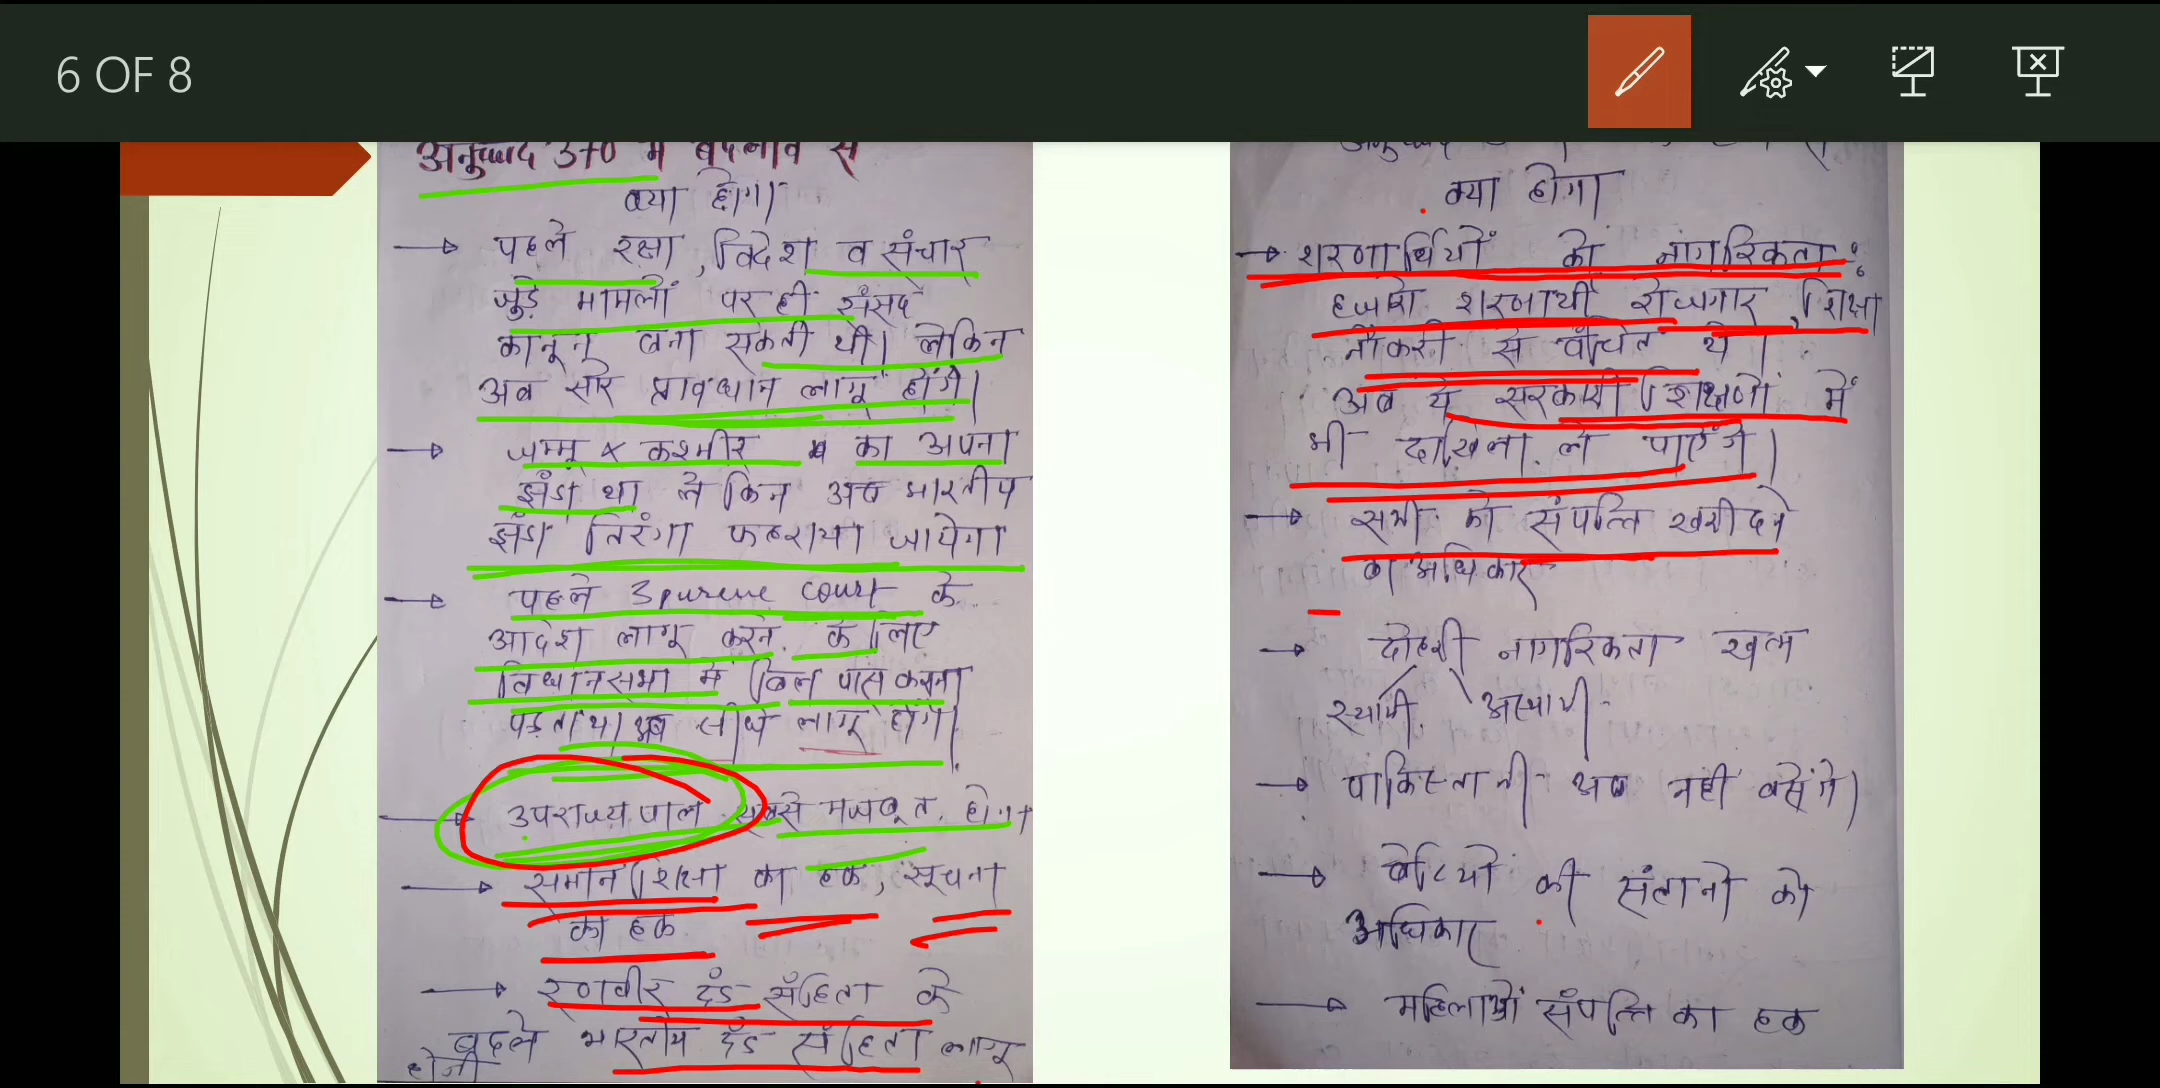 6 OF 8
अनुच्छेद 370 में बदलाव से
क्या होगा
→ पहले रक्षा, विदेश व संचार
जुड़े मामलों पर ही संसद
कानून बना सकती थी। लेकिन
अब सारे प्रावधान लागू होंगे।
→ जम्मू & कश्मीर का अपना
झंडा था लेकिन अब भारतीय
झंडा तिरंगा फहराया जायेगा
→ पहले Supreme court के
आदेश लागू करने के लिए
विधानसभा में बिल पास करना
पड़ता था। अब सीधे लागू होंगे।
→ उपराज्यपाल सबसे मजबूत होगा
→ समान शिक्षा का हक, सूचना
का हक
→ रणवीर दंड संहिता के
बदले भारतीय दंड संहिता लागू
होगी
क्या होगा
→ शरणार्थियों को नागरिकता :
हजारों शरणार्थी रोजगार, शिक्षा
नौकरी से वंचित थे।
अब ये सरकारी शिक्षणों में
भी दाखिला ले पाएंगे।
→ सभी को संपत्ति खरीदने
का अधिकार
→ दोहरी नागरिकता खत्म
स्थायी अस्थायी
→ पाकिस्तानी अब नहीं बसेंगे।
→ बेटियों की संतानों को
अधिकार
→ महिलाओं संपत्ति का हक